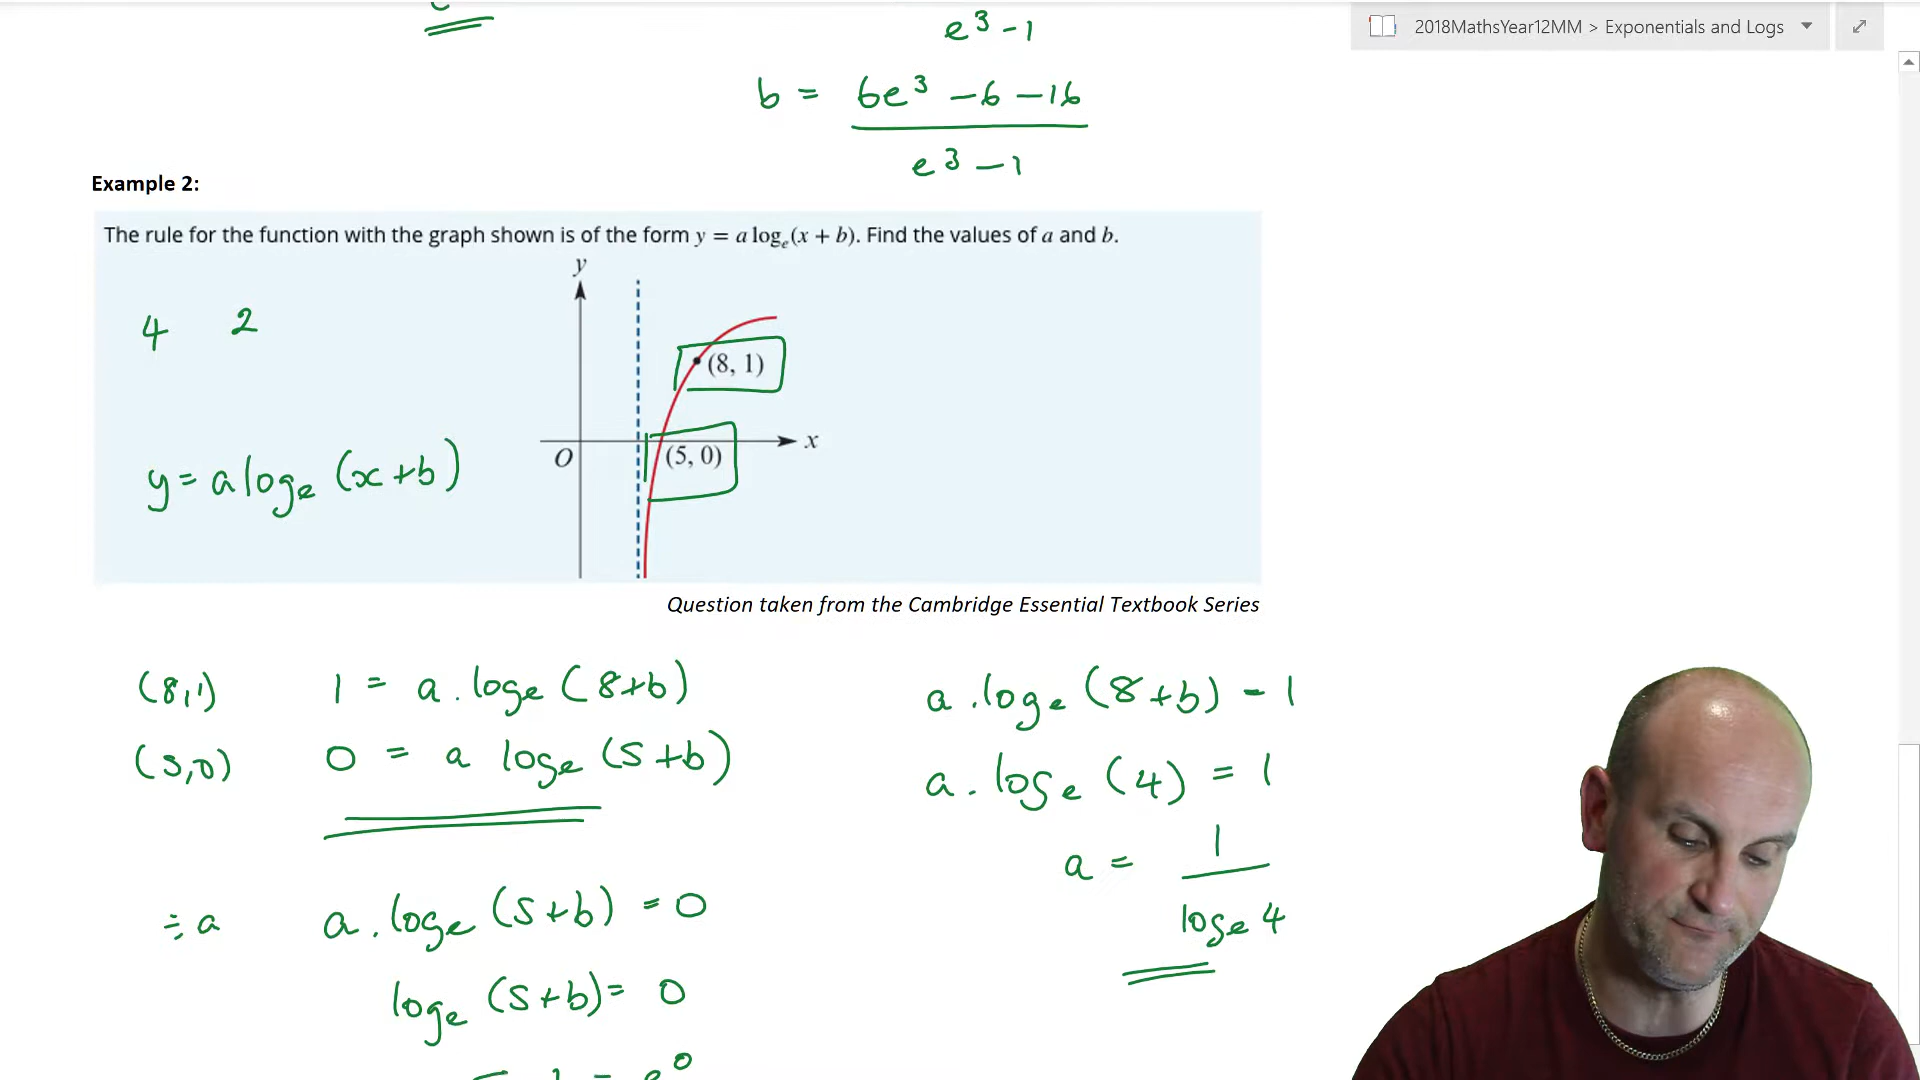 2018MathsYear12MM > Exponentials and Logs
e³ -1
b = 6e³ -6 -16
e³ -1
Example 2:
The rule for the function with the graph shown is of the form y = a logₑ(x + b). Find the values of a and b.
y
4 2
(8, 1)
x
O
(5, 0)
y = a logₑ (x+b)
Question taken from the Cambridge Essential Textbook Series
(8,1) 1 = a . logₑ (8+b)
(5,0) 0 = a logₑ (5+b)
÷ a a . logₑ (5+b) = 0
logₑ (5+b) = 0
a . logₑ (8+b) = 1
a . logₑ (4) = 1
a = 1
logₑ 4